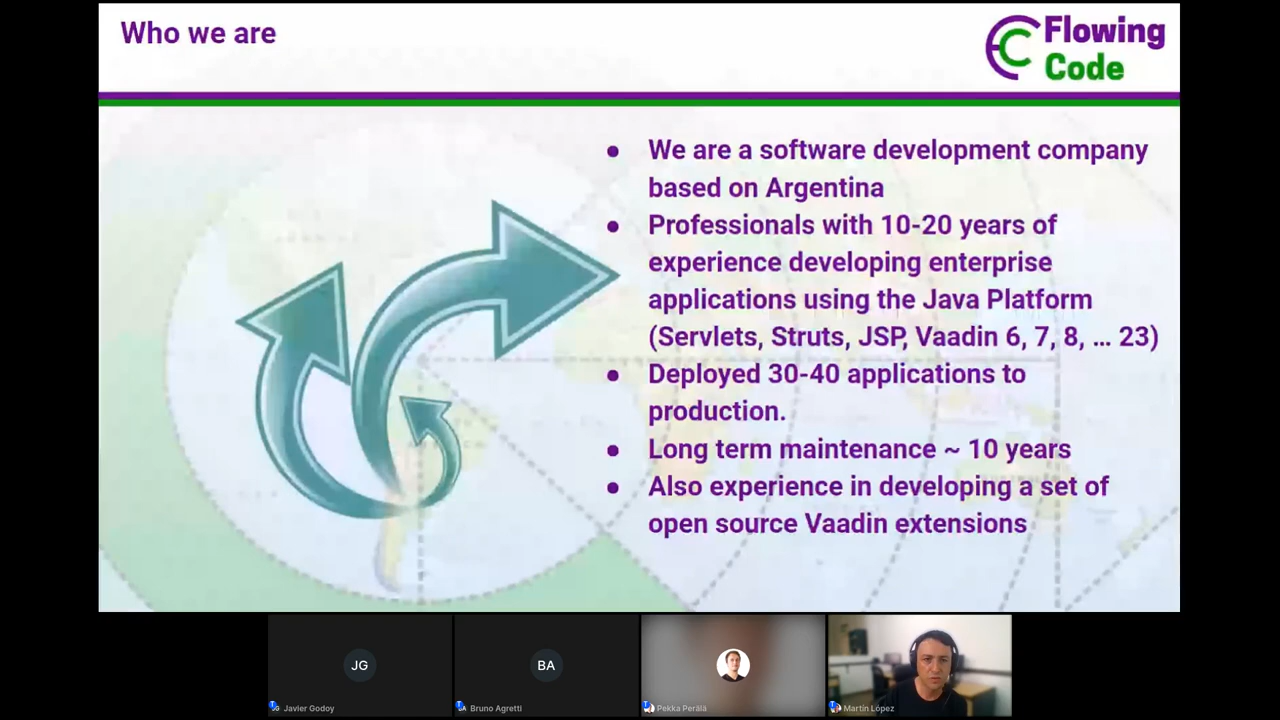 Who we are
Flowing
Code
● We are a software development company
based on Argentina
● Professionals with 10-20 years of
experience developing enterprise
applications using the Java Platform
(Servlets, Struts, JSP, Vaadin 6, 7, 8, ... 23)
● Deployed 30-40 applications to
production.
● Long term maintenance ~ 10 years
● Also experience in developing a set of
open source Vaadin extensions
JG
BA
Javier Godoy
Bruno Agretti
Pekka Perälä
Martín López